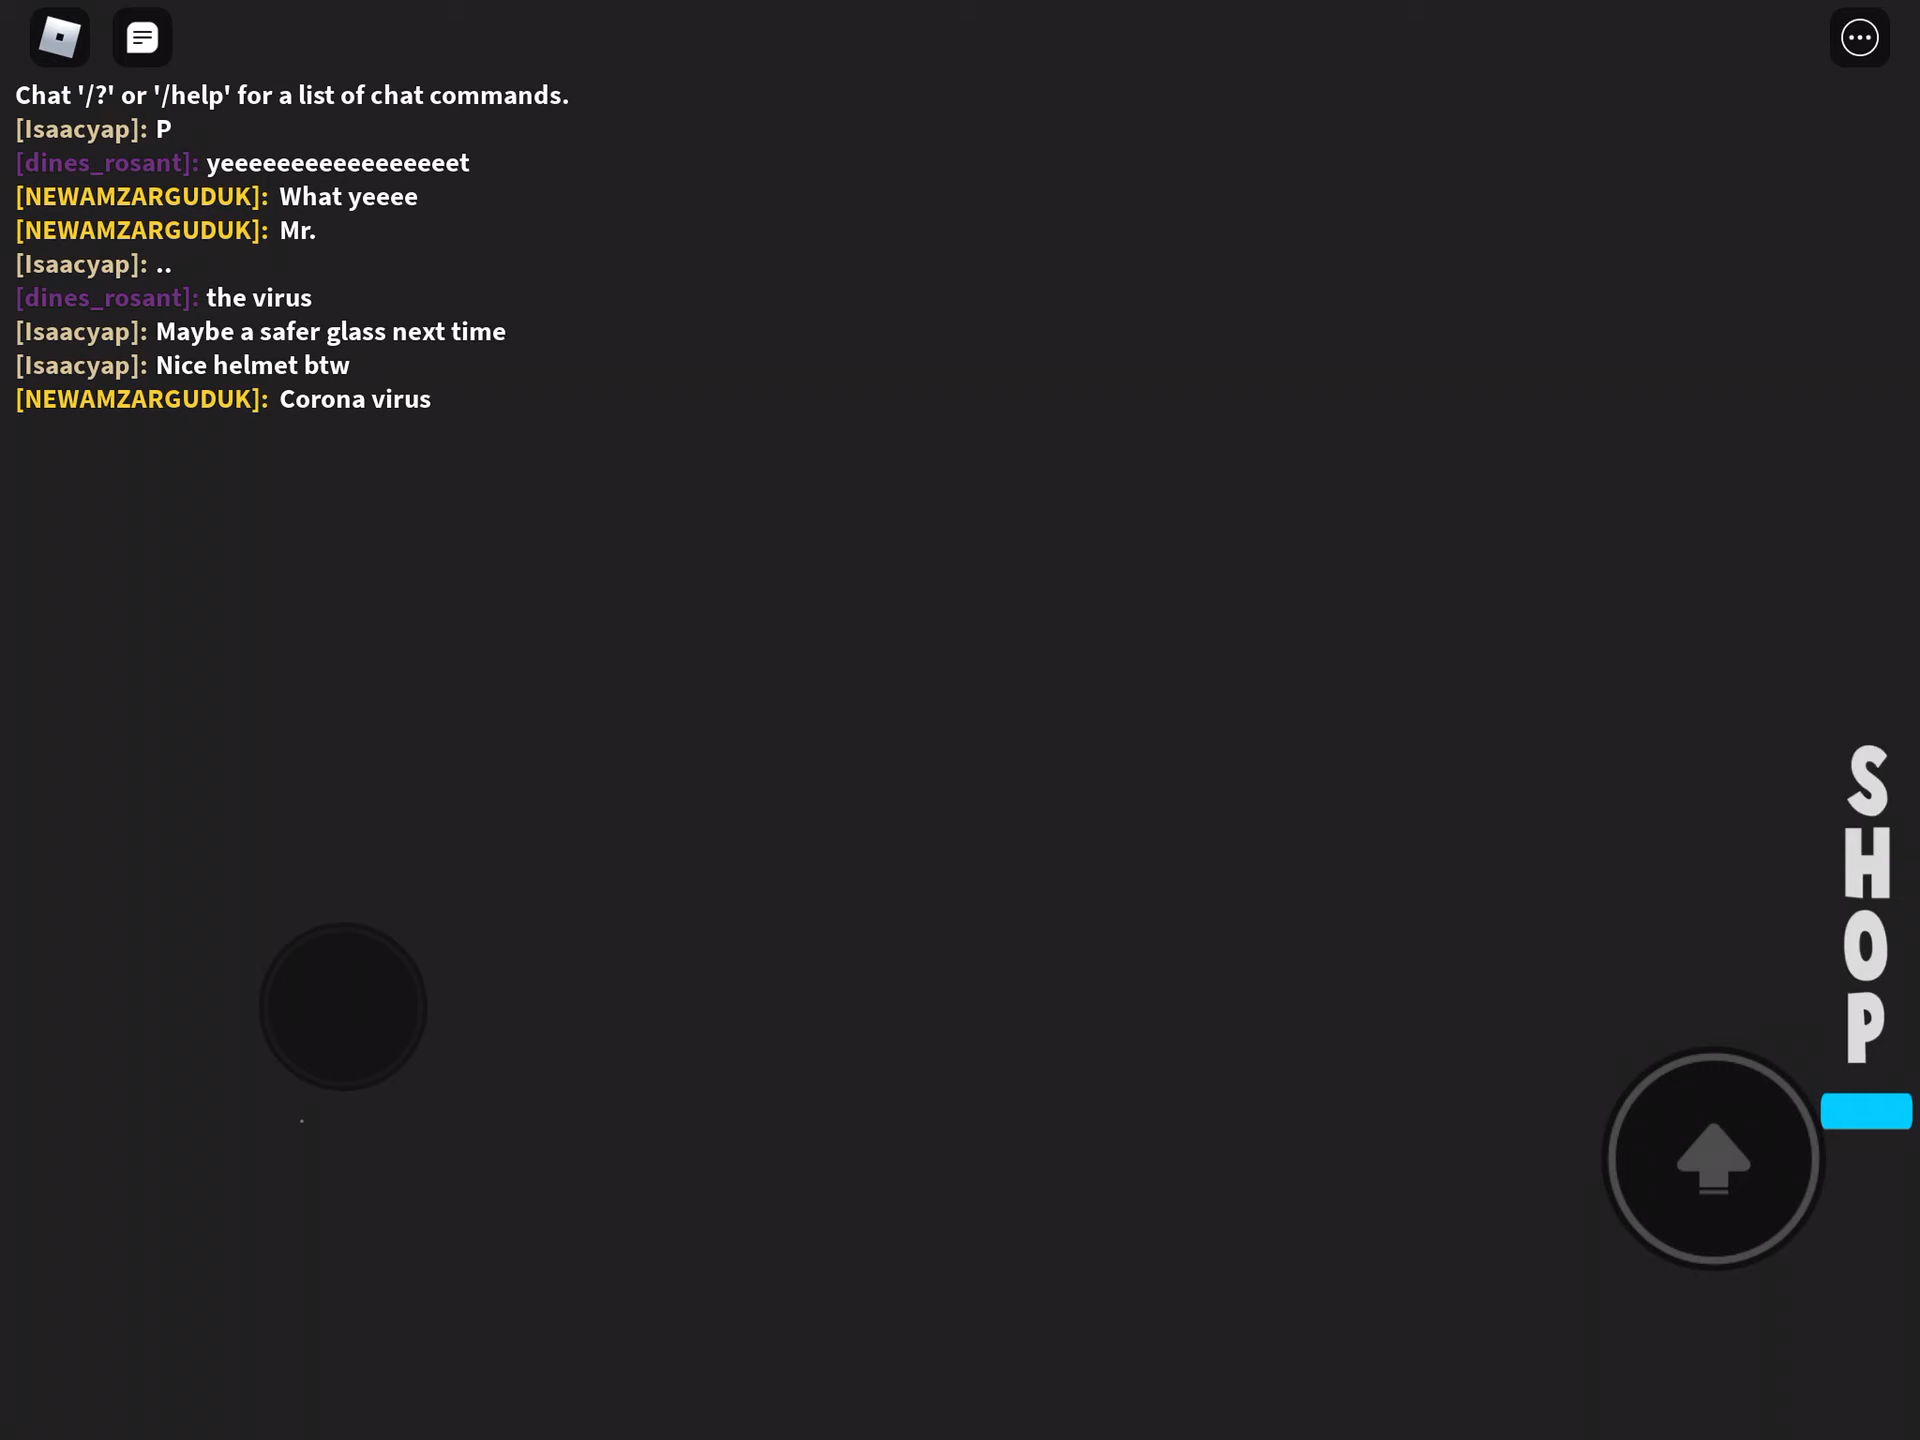 Chat '/?' or '/help' for a list of chat commands.
[Isaacyap]: P
[dines_rosant]: yeeeeeeeeeeeeeeeeet
[NEWAMZARGUDUK]: What yeeee
[NEWAMZARGUDUK]: Mr.
[Isaacyap]: ..
[dines_rosant]: the virus
[Isaacyap]: Maybe a safer glass next time
[Isaacyap]: Nice helmet btw
[NEWAMZARGUDUK]: Corona virus
SHOP